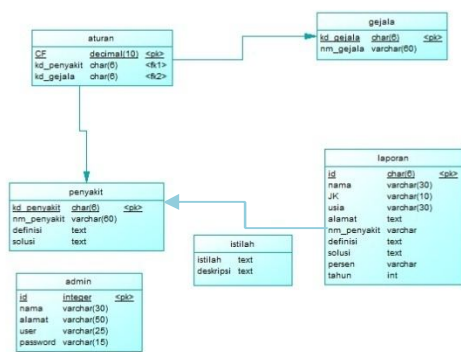 aturan
CF decimal(10) <pk>
kd_penyakit char(6) <fk1>
kd_gejala char(6) <fk2>
gejala
kd_gejala char(6) <pk>
nm_gejala varchar(60)
penyakit
kd_penyakit char(6) <pk>
nm_penyakit varchar(60)
definisi text
solusi text
laporan
id char(6) <pk>
nama varchar(30)
JK varchar(10)
usia varchar(30)
alamat text
nm_penyakit varchar
definisi text
solusi text
persen varchar
tahun int
istilah
istilah text
deskripsi text
admin
id integer <pk>
nama varchar(30)
alamat varchar(50)
user varchar(25)
password varchar(15)